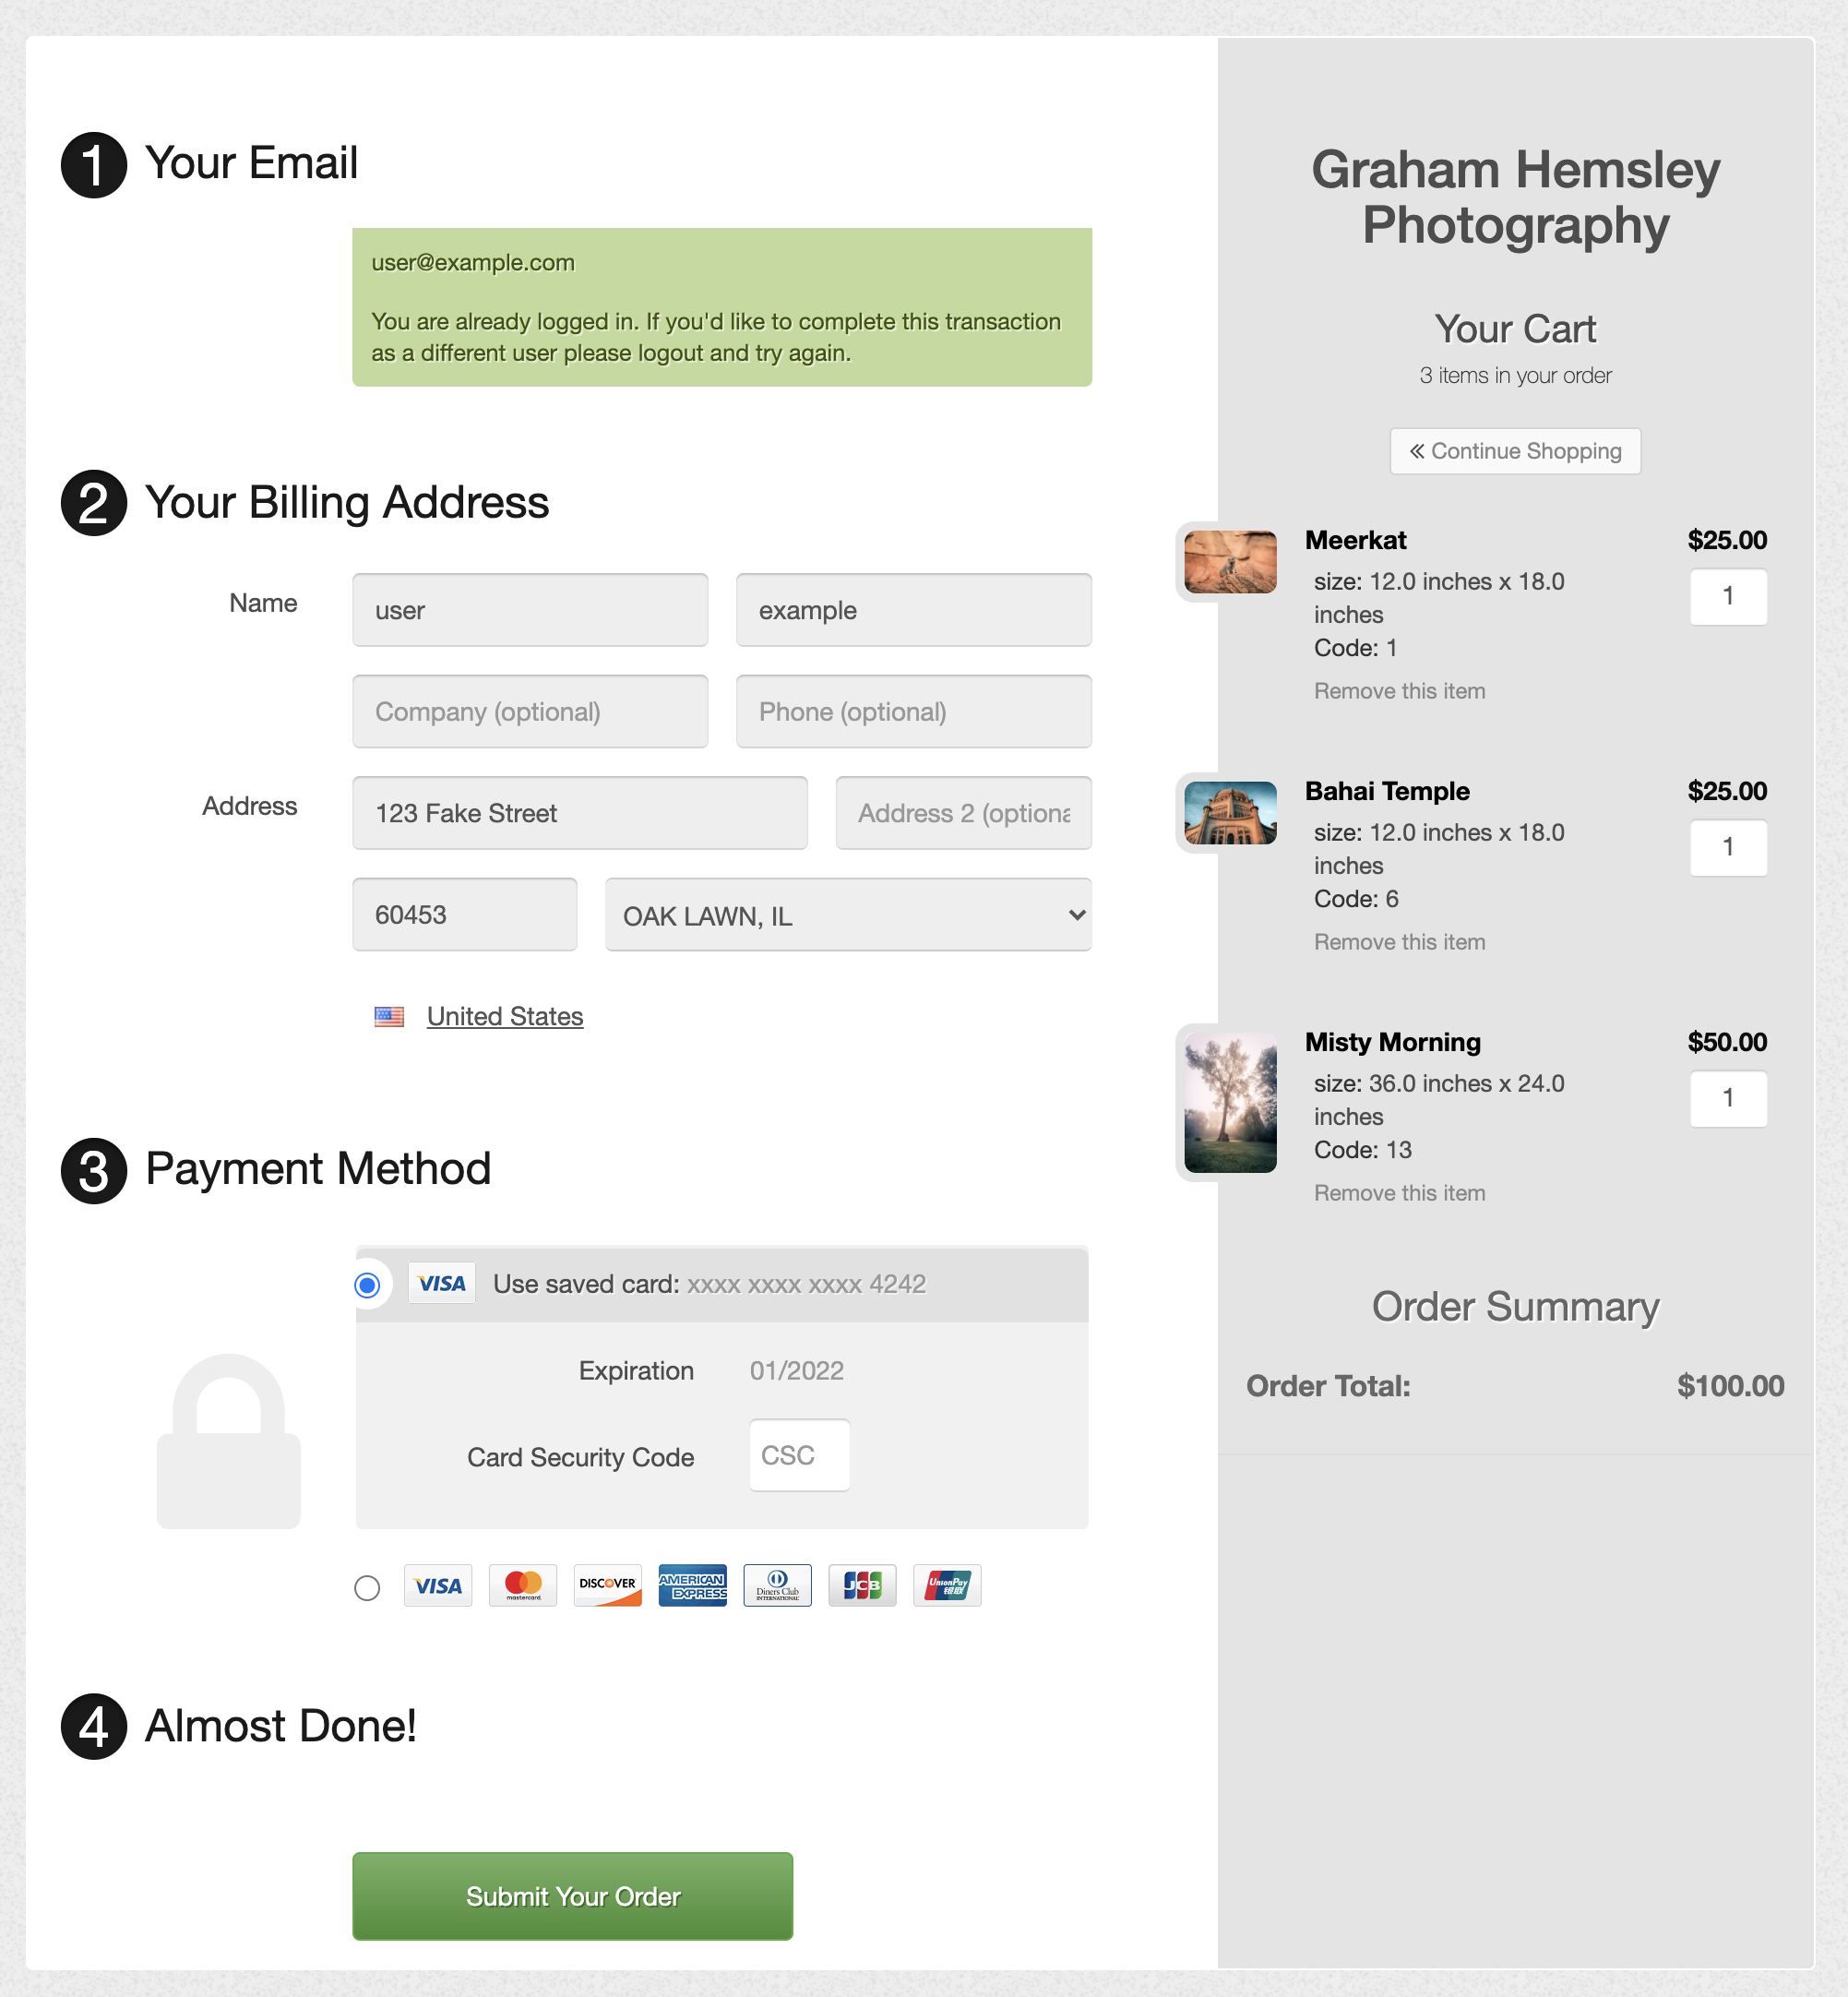 1 Your Email
user@example.com
You are already logged in. If you'd like to complete this transaction
as a different user please logout and try again.
2 Your Billing Address
Name
user
example
Company (optional)
Phone (optional)
Address
123 Fake Street
Address 2 (optiona
60453
OAK LAWN, IL
United States
3 Payment Method
VISA Use saved card: xxxx xxxx xxxx 4242
Expiration 01/2022
Card Security Code CSC
VISA
mastercard
DISCOVER
AMERICAN
EXPRESS
Diners Club
INTERNATIONAL
JCB
UnionPay
银联
4 Almost Done!
Submit Your Order
Graham Hemsley
Photography
Your Cart
3 items in your order
« Continue Shopping
Meerkat $25.00
size: 12.0 inches x 18.0
inches
1
Code: 1
Remove this item
Bahai Temple $25.00
size: 12.0 inches x 18.0
inches
1
Code: 6
Remove this item
Misty Morning $50.00
size: 36.0 inches x 24.0
inches
1
Code: 13
Remove this item
Order Summary
Order Total: $100.00